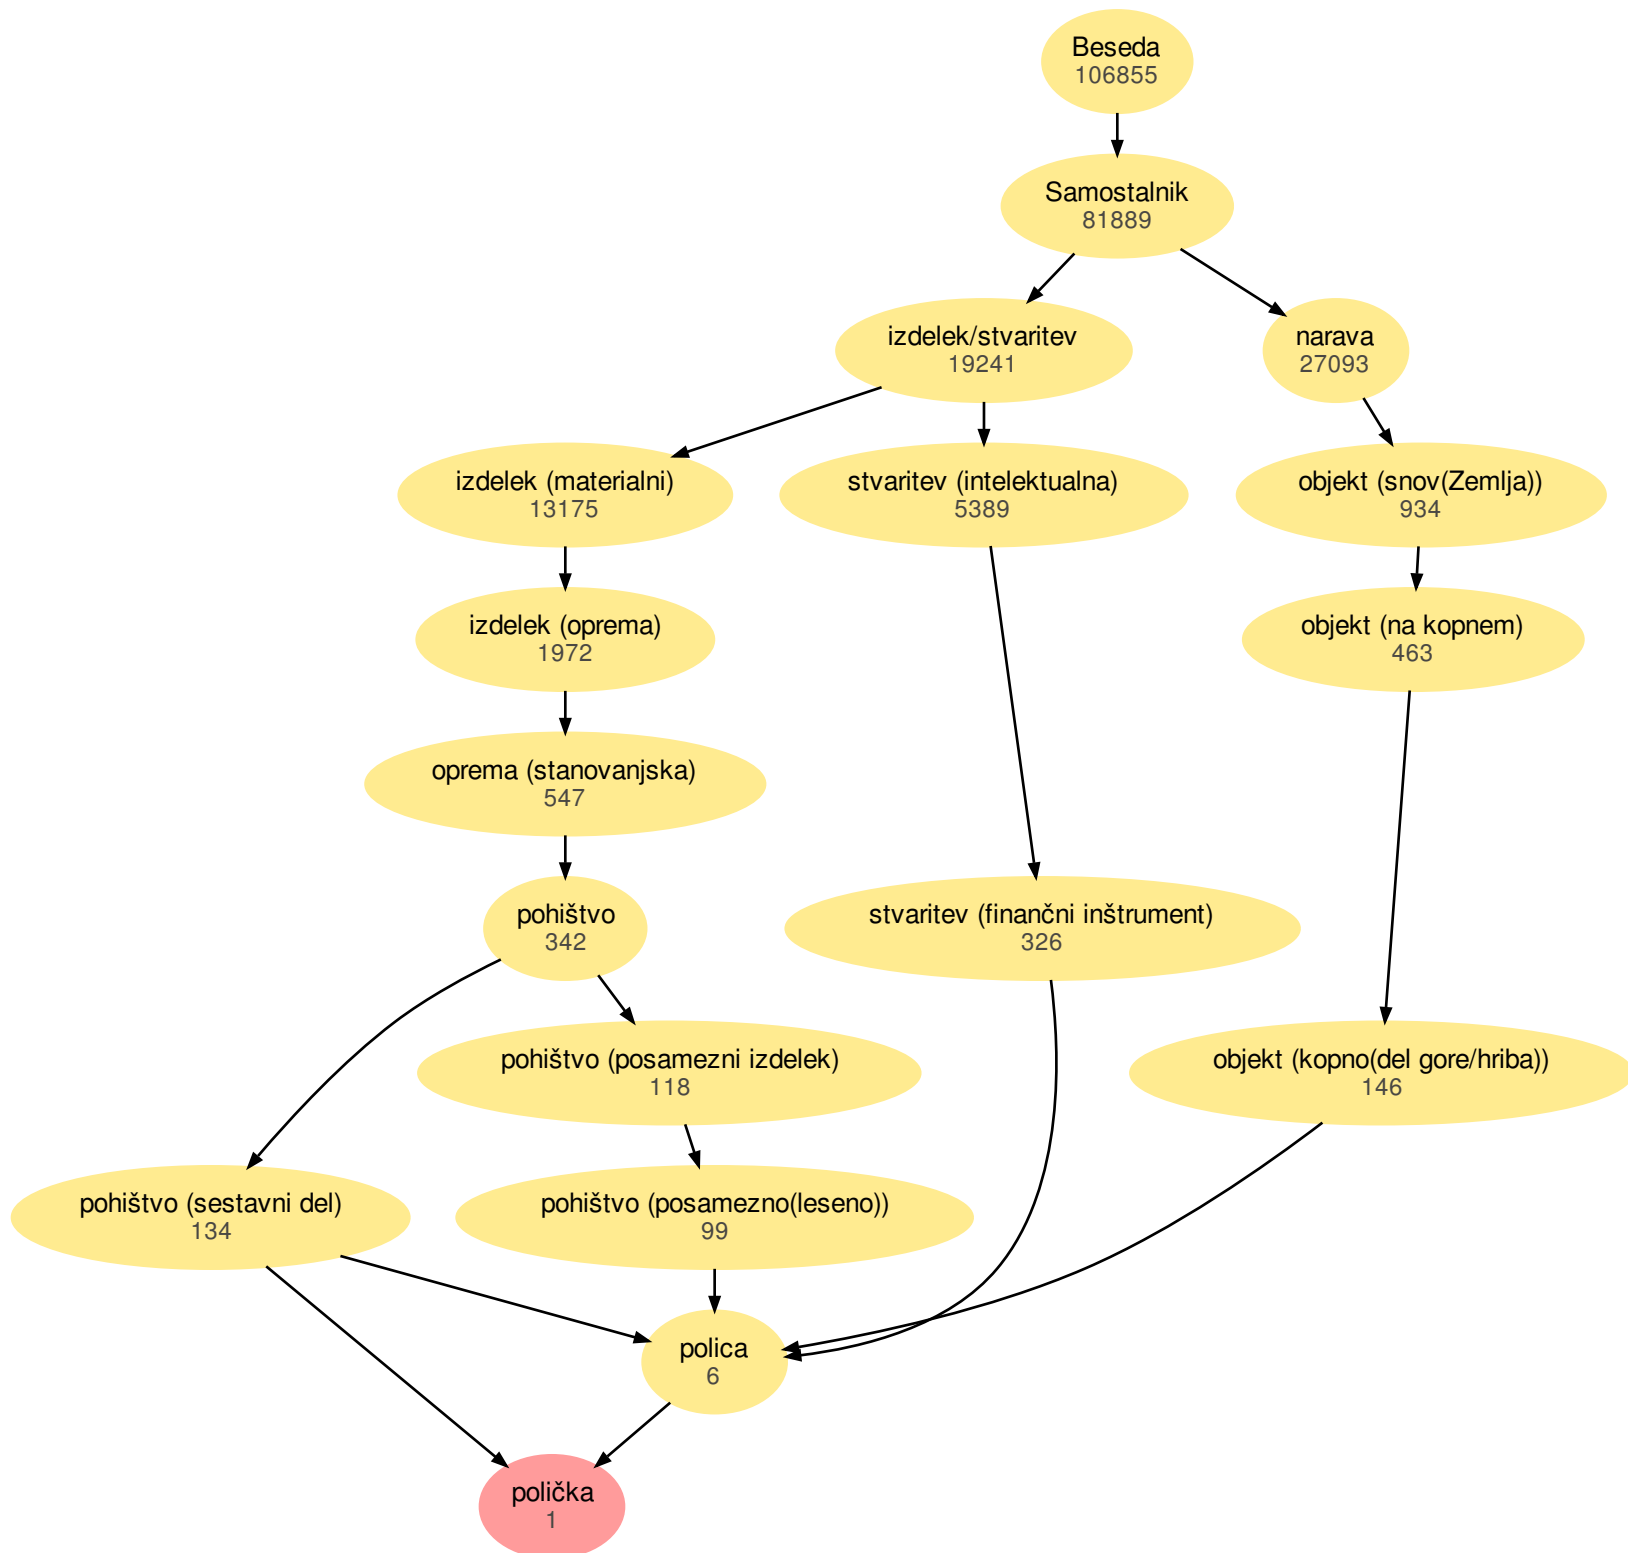 Beseda
106855
Samostalnik
81889
izdelek/stvaritev
19241
narava
27093
izdelek (materialni)
13175
stvaritev (intelektualna)
5389
objekt (snov(Zemlja))
934
izdelek (oprema)
1972
objekt (na kopnem)
463
oprema (stanovanjska)
547
pohištvo
342
stvaritev (finančni inštrument)
326
pohištvo (posamezni izdelek)
118
objekt (kopno(del gore/hriba))
146
pohištvo (sestavni del)
134
pohištvo (posamezno(leseno))
99
polica
6
polička
1